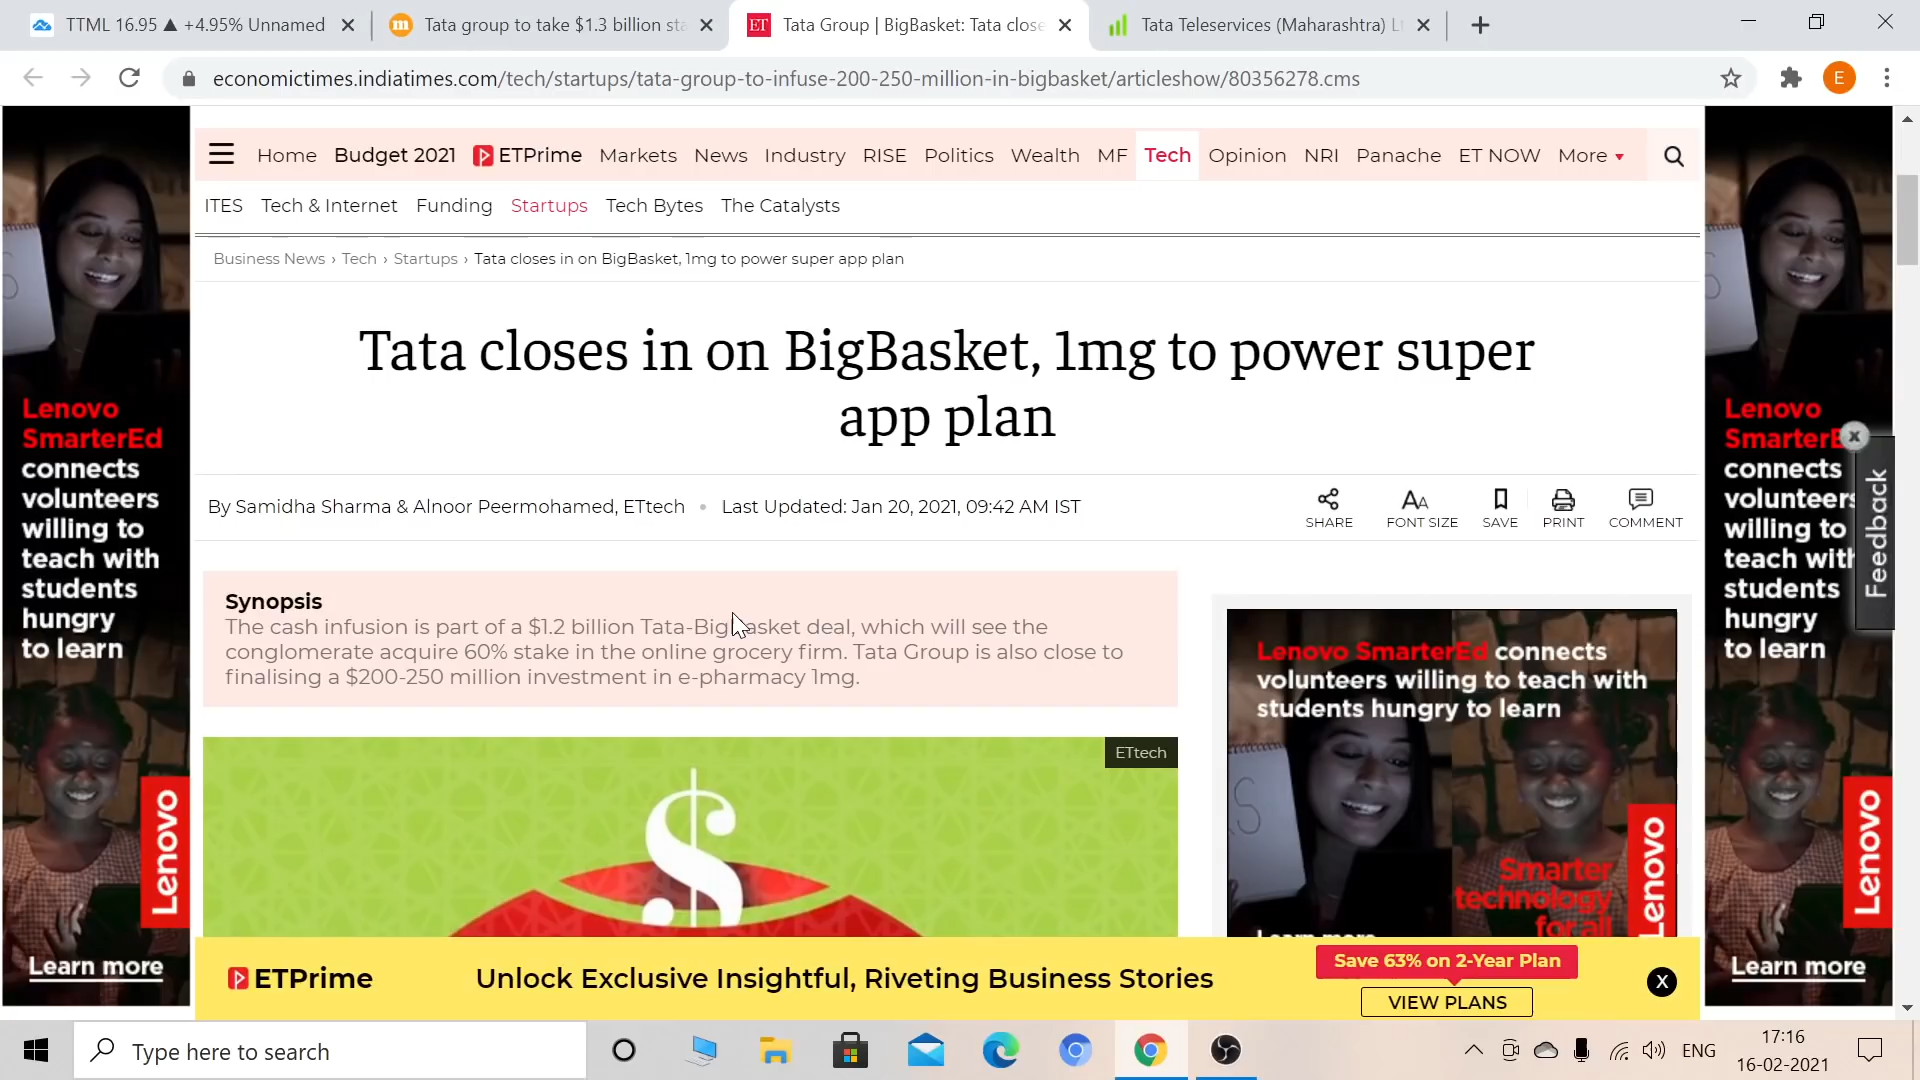 TTML 16.95 ▲ +4.95% Unnamed
Tata group to take $1.3 billion sta
ET
Tata Group | BigBasket: Tata close
Tata Teleservices (Maharashtra) Lt
economictimes.indiatimes.com/tech/startups/tata-group-to-infuse-200-250-million-in-bigbasket/articleshow/80356278.cms
E
Home Budget 2021 ETPrime Markets News Industry RISE Politics Wealth MF Tech Opinion NRI Panache ET NOW More
ITES Tech & Internet Funding Startups Tech Bytes The Catalysts
Business News › Tech › Startups › Tata closes in on BigBasket, 1mg to power super app plan
Tata closes in on BigBasket, 1mg to power super
app plan
By Samidha Sharma & Alnoor Peermohamed, ETtech • Last Updated: Jan 20, 2021, 09:42 AM IST
SHARE
FONT SIZE
SAVE
PRINT
COMMENT
Synopsis
The cash infusion is part of a $1.2 billion Tata-BigBasket deal, which will see the
conglomerate acquire 60% stake in the online grocery firm. Tata Group is also close to
finalising a $200-250 million investment in e-pharmacy 1mg.
ETtech
$
Lenovo
SmarterEd
connects
volunteers
willing to
teach with
students
hungry
to learn
Lenovo
Learn more
Lenovo SmarterEd connects
volunteers willing to teach with
students hungry to learn
Smarter
technology
for all
Lenovo
Learn more
Lenovo
SmarterE
connects
volunteers
willing to
teach with
students
hungry
to learn
Lenovo
Learn more
Feedback
ETPrime
Unlock Exclusive Insightful, Riveting Business Stories
Save 63% on 2-Year Plan
VIEW PLANS
X
Type here to search
ENG
17:16
16-02-2021